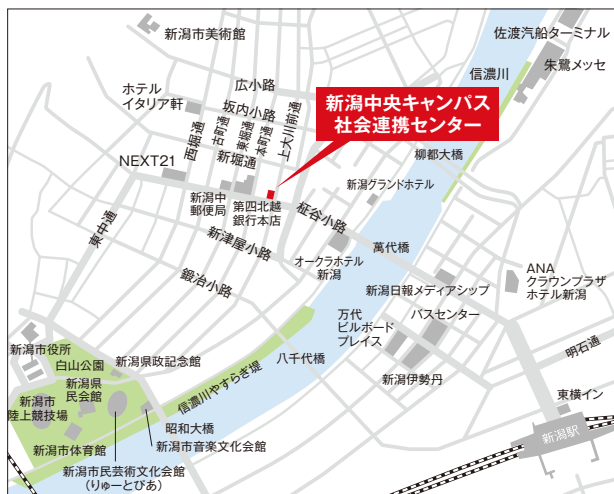 新潟市美術館
佐渡汽船ターミナル
信濃川
朱鷺メッセ
広小路
ホテル
イタリア軒
坂内小路
新潟中央キャンパス
社会連携センター
西堀通
古町通
東堀通
本町通
上大川前通
新堀通
柳都大橋
NEXT21
新潟グランドホテル
新潟中
郵便局
第四北越
銀行本店
柾谷小路
東中通
新津屋小路
萬代橋
オークラホテル
新潟
鍛冶小路
新潟日報メディアシップ
ANA
クラウンプラザ
ホテル新潟
万代
ビルボード
プレイス
バスセンター
明石通
新潟市役所
白山公園
新潟県政記念館
八千代橋
新潟伊勢丹
信濃川やすらぎ堤
新潟県
民会館
新潟市
陸上競技場
東横イン
昭和大橋
新潟駅
新潟市体育館
新潟市音楽文化会館
新潟市民芸術文化会館
(りゅーとぴあ)